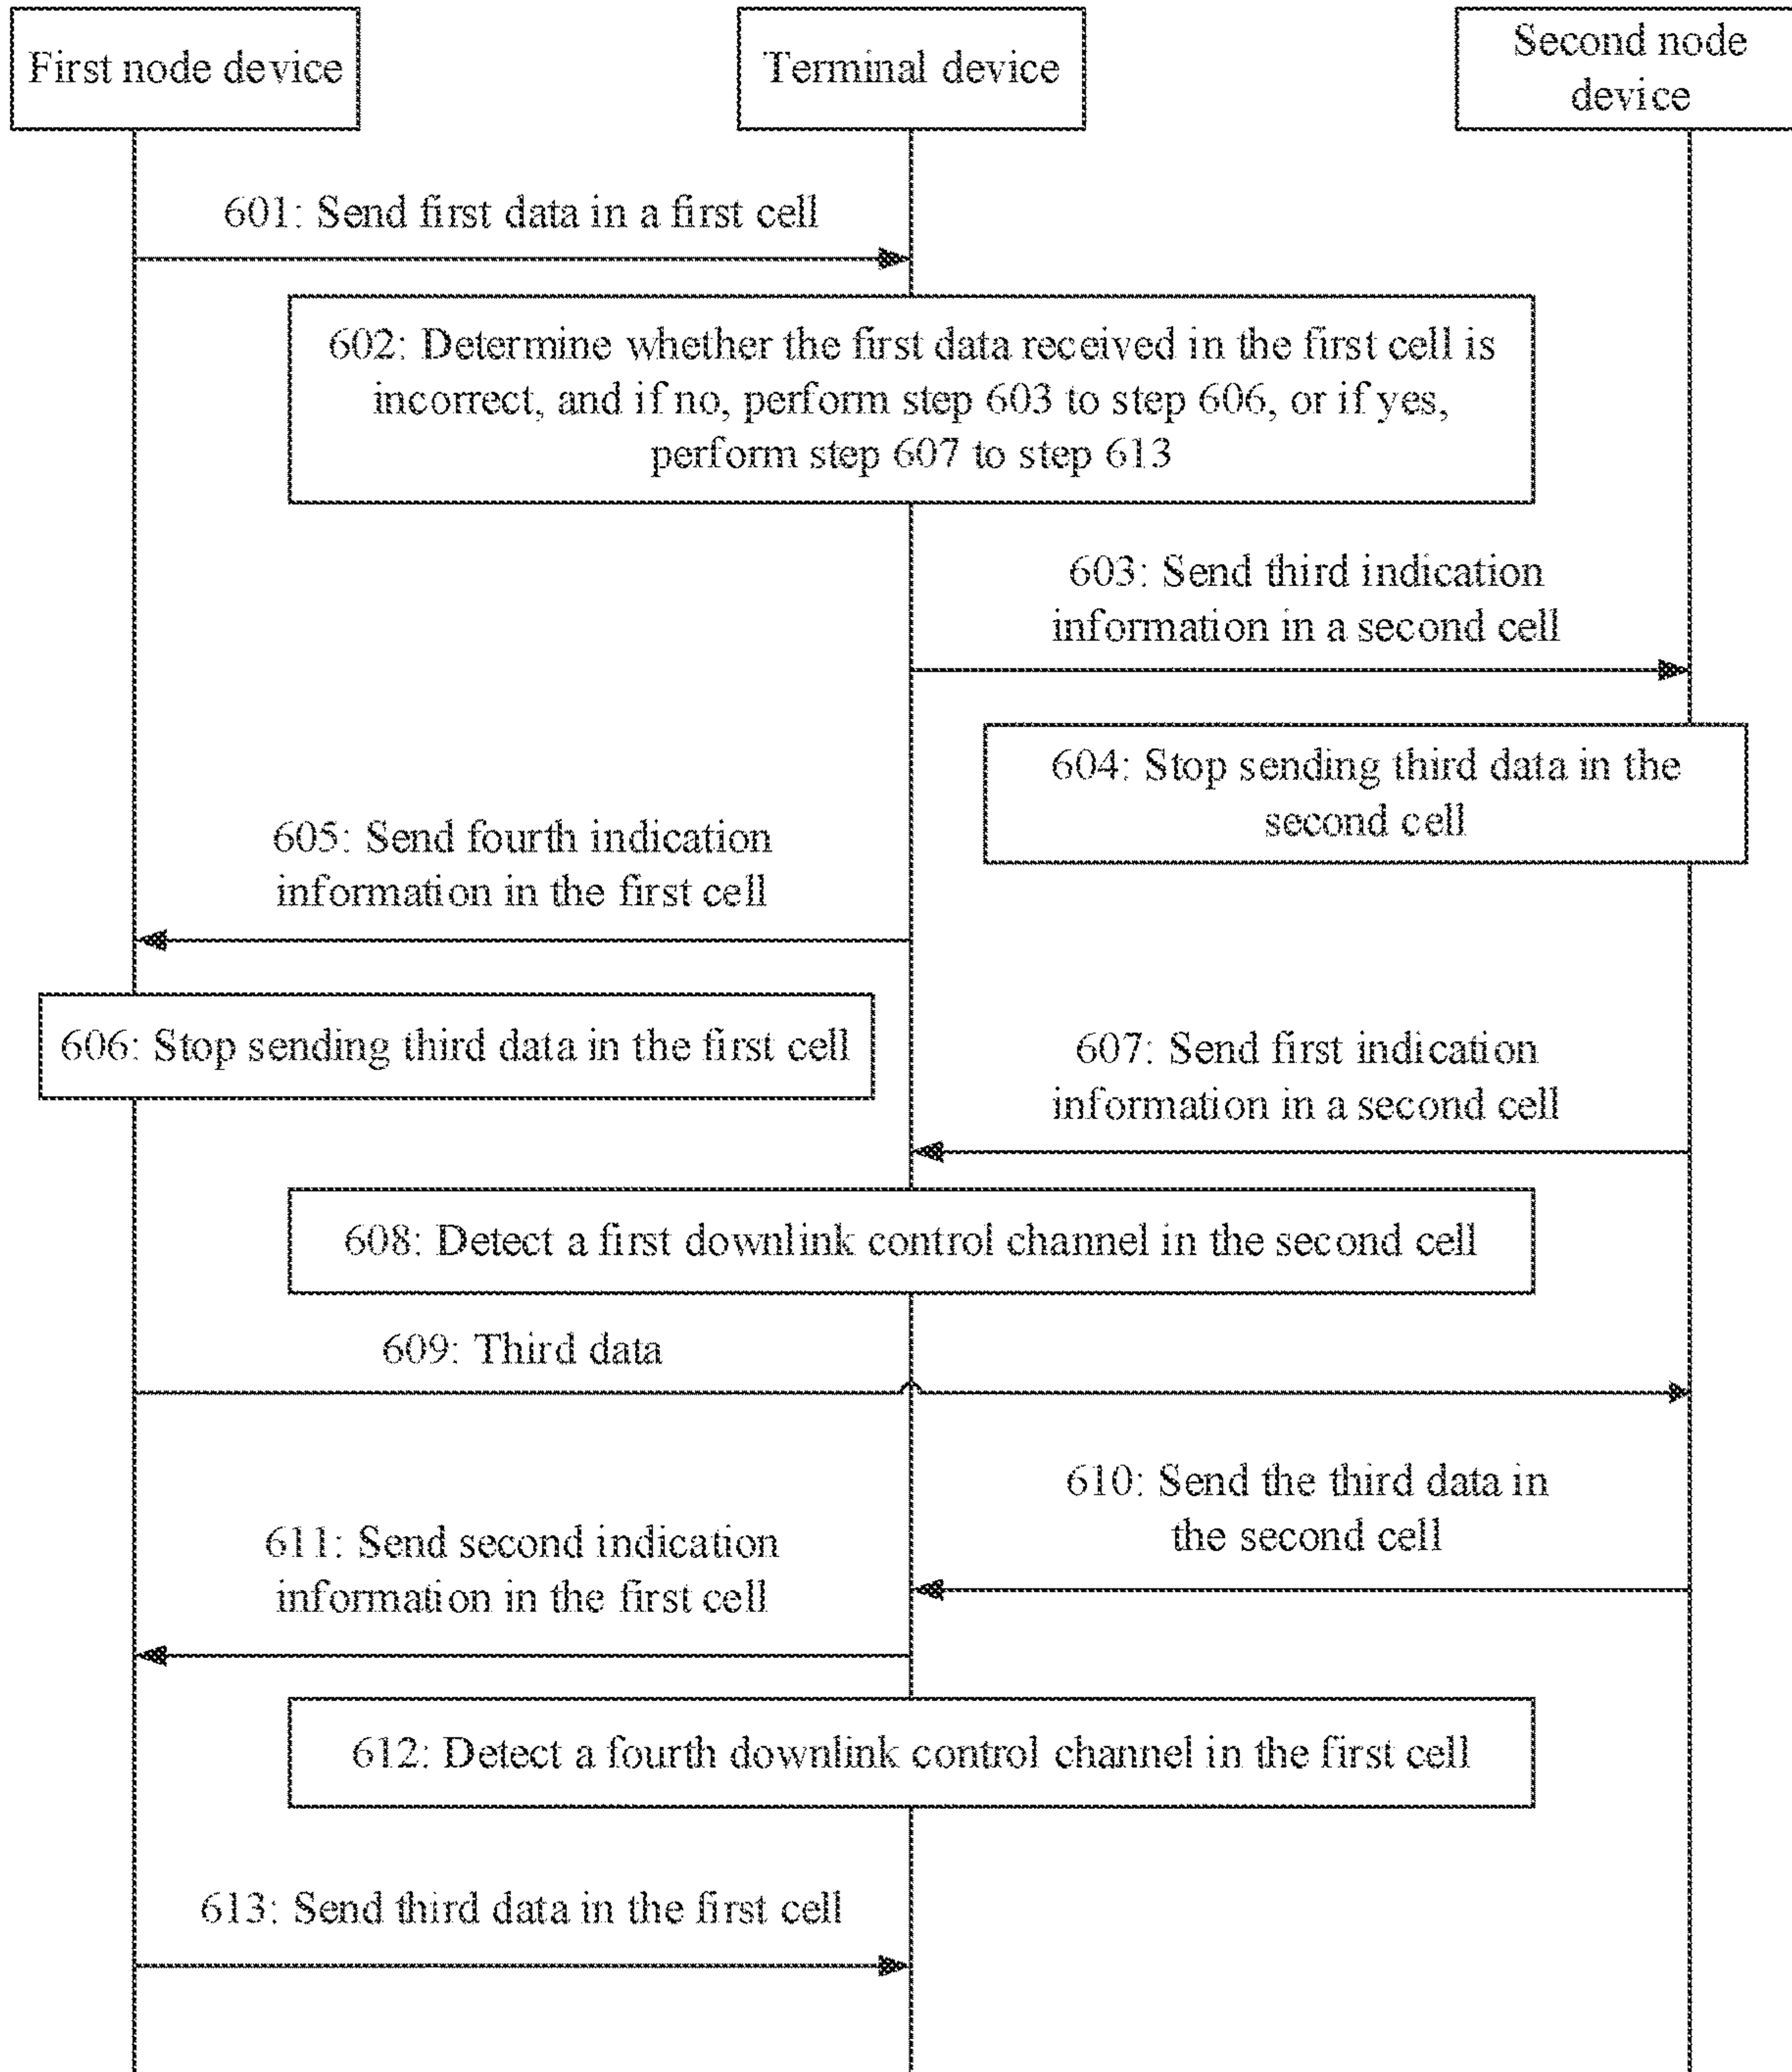 First node device
Terminal device
Second node
device
601: Send first data in a first cell
602: Determine whether the first data received in the first cell is
incorrect, and if no, perform step 603 to step 606, or if yes,
perform step 607 to step 613
603: Send third indication
information in a second cell
604: Stop sending third data in the
second cell
605: Send fourth indication
information in the first cell
606: Stop sending third data in the first cell
607: Send first indication
information in a second cell
608: Detect a first downlink control channel in the second cell
609: Third data
610: Send the third data in
the second cell
611: Send second indication
information in the first cell
612: Detect a fourth downlink control channel in the first cell
613: Send third data in the first cell